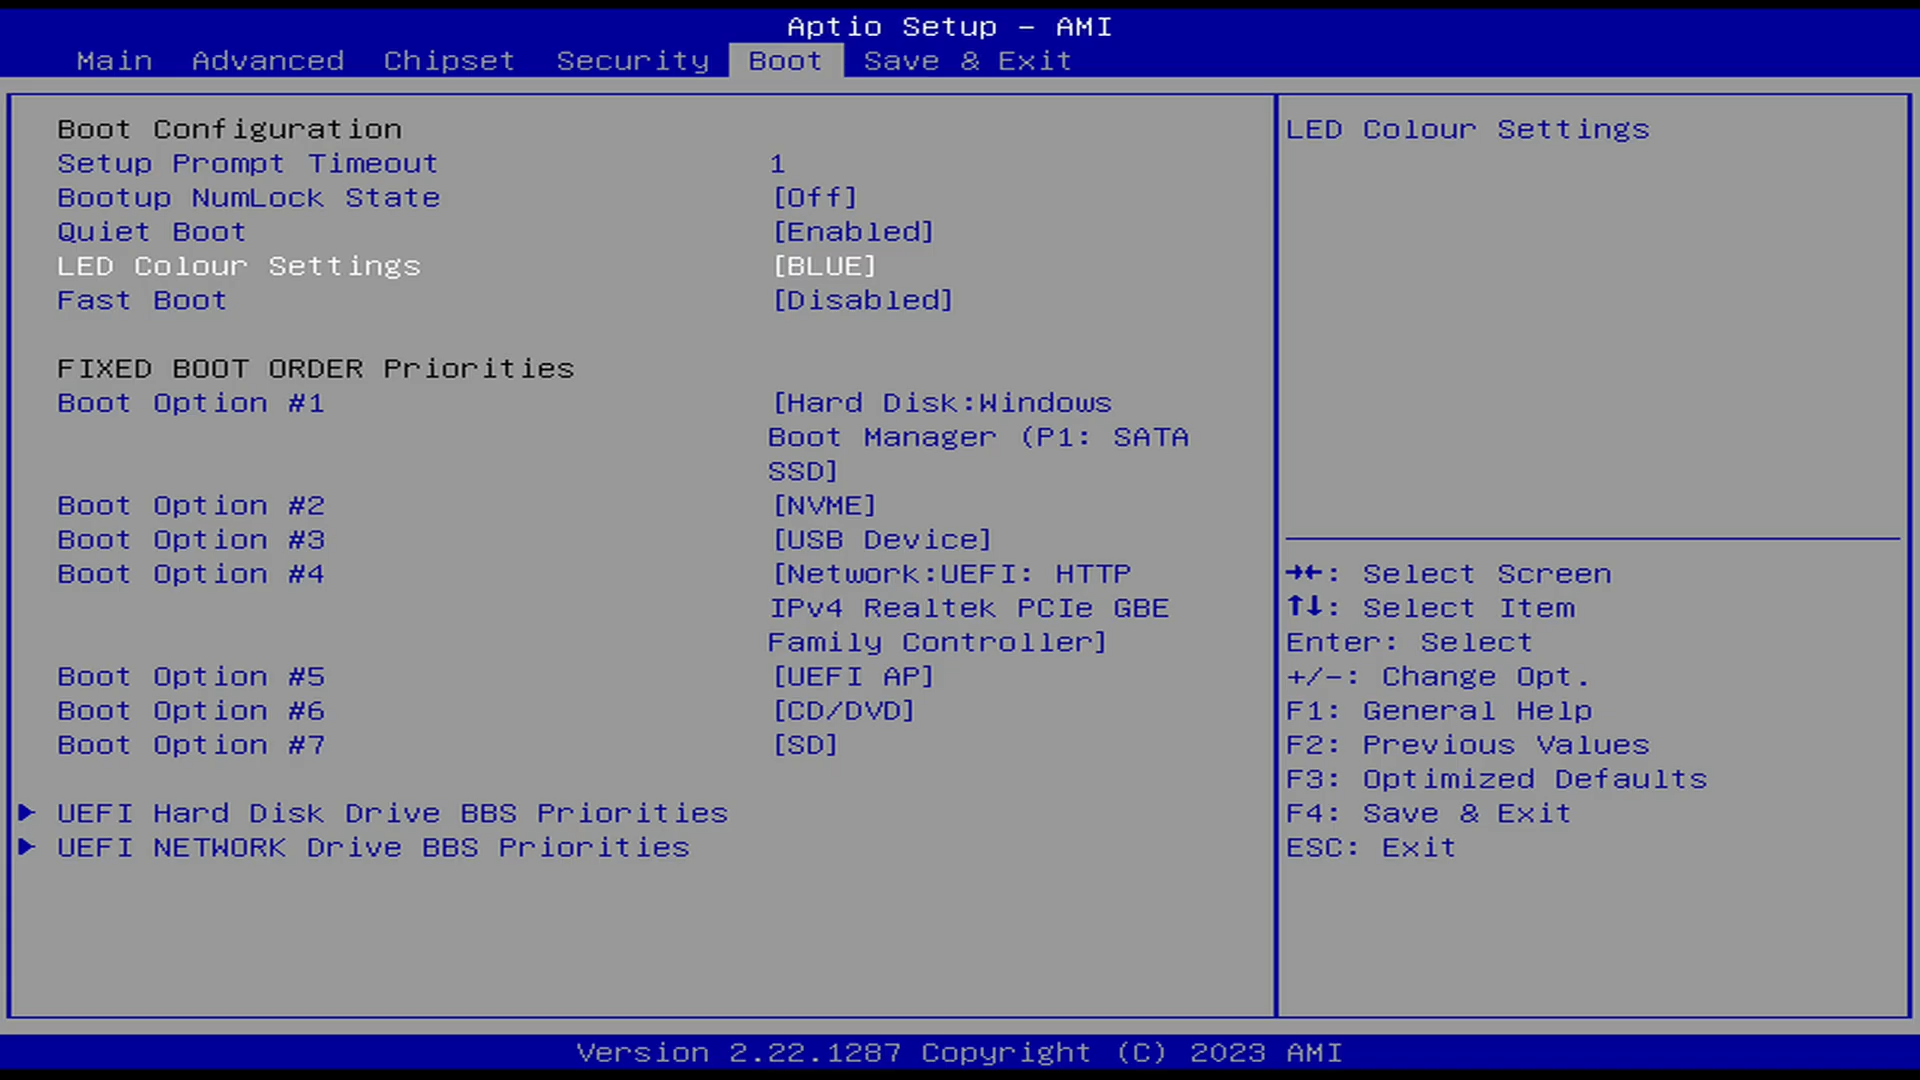 Aptio Setup – AMI
Main Advanced Chipset Security Boot Save & Exit
Boot Configuration
Setup Prompt Timeout 1
Bootup NumLock State [Off]
Quiet Boot [Enabled]
LED Colour Settings [BLUE]
Fast Boot [Disabled]
FIXED BOOT ORDER Priorities
Boot Option #1 [Hard Disk:Windows
Boot Manager (P1: SATA
SSD]
Boot Option #2 [NVME]
Boot Option #3 [USB Device]
Boot Option #4 [Network:UEFI: HTTP
IPv4 Realtek PCIe GBE
Family Controller]
Boot Option #5 [UEFI AP]
Boot Option #6 [CD/DVD]
Boot Option #7 [SD]
► UEFI Hard Disk Drive BBS Priorities
► UEFI NETWORK Drive BBS Priorities
LED Colour Settings
→←: Select Screen
↑↓: Select Item
Enter: Select
+/-: Change Opt.
F1: General Help
F2: Previous Values
F3: Optimized Defaults
F4: Save & Exit
ESC: Exit
Version 2.22.1287 Copyright (C) 2023 AMI